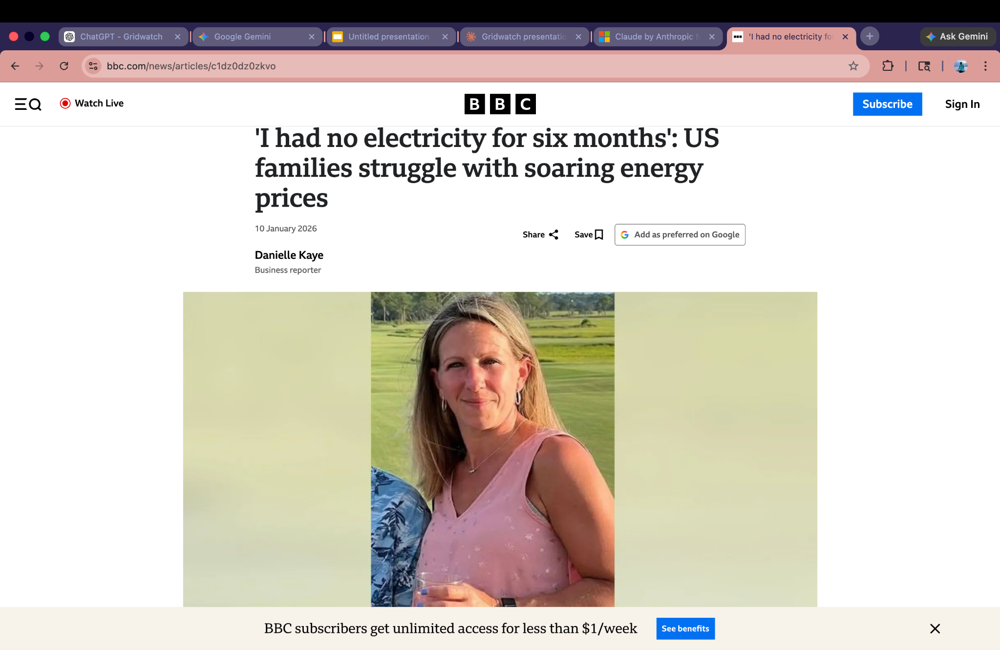 ChatGPT - Gridwatch
Google Gemini
Untitled presentation
Gridwatch presentatio
Claude by Anthropic f
'I had no electricity fo
Ask Gemini
bbc.com/news/articles/c1dz0dz0zkvo
Watch Live
BBC
Subscribe
Sign In
'I had no electricity for six months': US
families struggle with soaring energy
prices
10 January 2026
Share
Save
Add as preferred on Google
Danielle Kaye
Business reporter
BBC subscribers get unlimited access for less than $1/week
See benefits